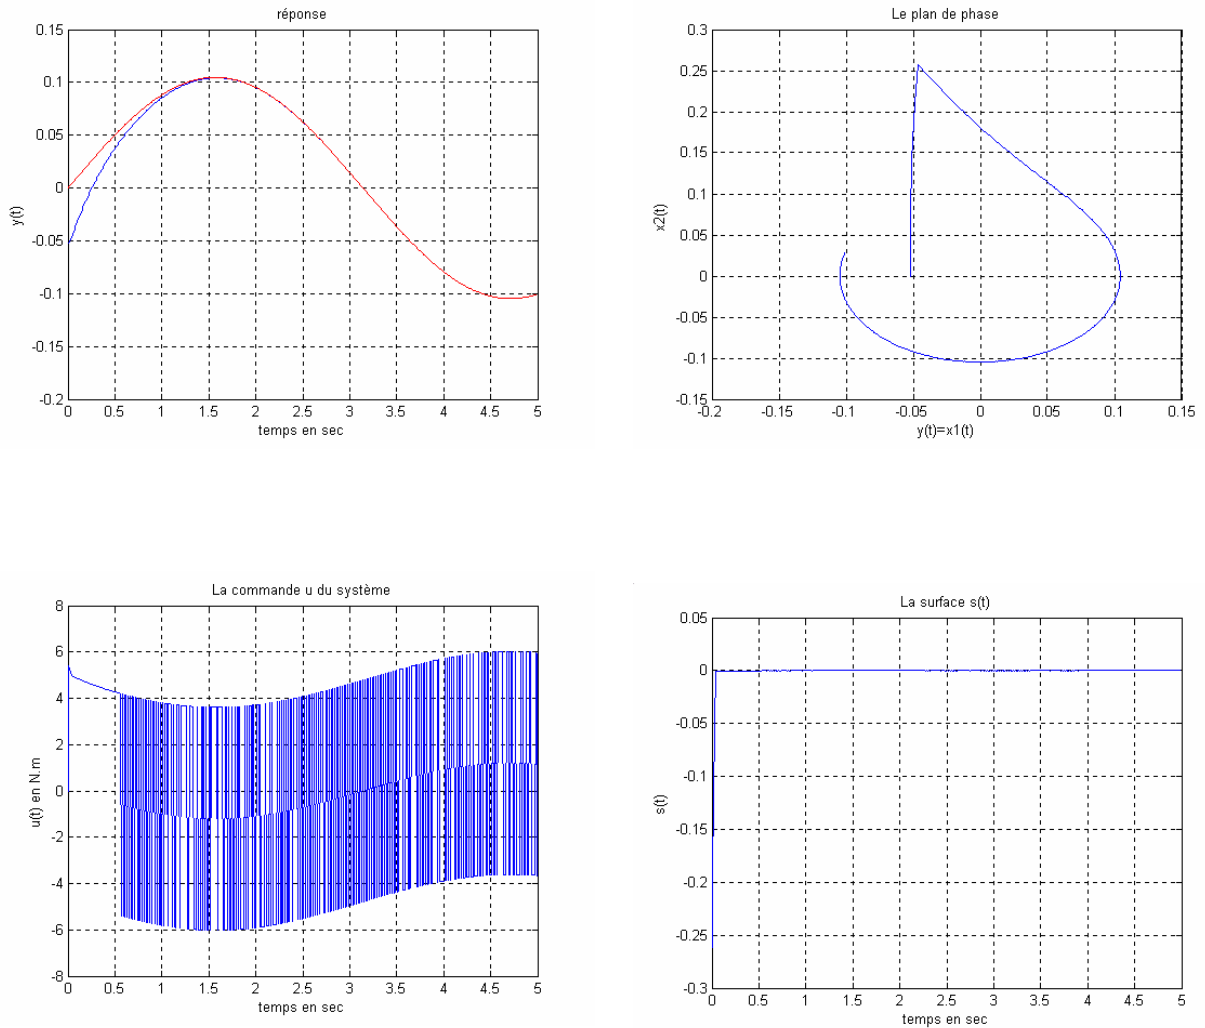 réponse
0.15
0.1
0.05
0
-0.05
-0.1
-0.15
-0.2
y(t)
0 0.5 1 1.5 2 2.5 3 3.5 4 4.5 5
temps en sec
Le plan de phase
0.3
0.25
0.2
0.15
0.1
0.05
0
-0.05
-0.1
-0.15
x2(t)
-0.2 -0.15 -0.1 -0.05 0 0.05 0.1 0.15
y(t)=x1(t)
La commande u du système
8
6
4
2
0
-2
-4
-6
-8
u(t) en N.m
0 0.5 1 1.5 2 2.5 3 3.5 4 4.5 5
temps en sec
La surface s(t)
0.05
0
-0.05
-0.1
-0.15
-0.2
-0.25
-0.3
s(t)
0 0.5 1 1.5 2 2.5 3 3.5 4 4.5 5
temps en sec